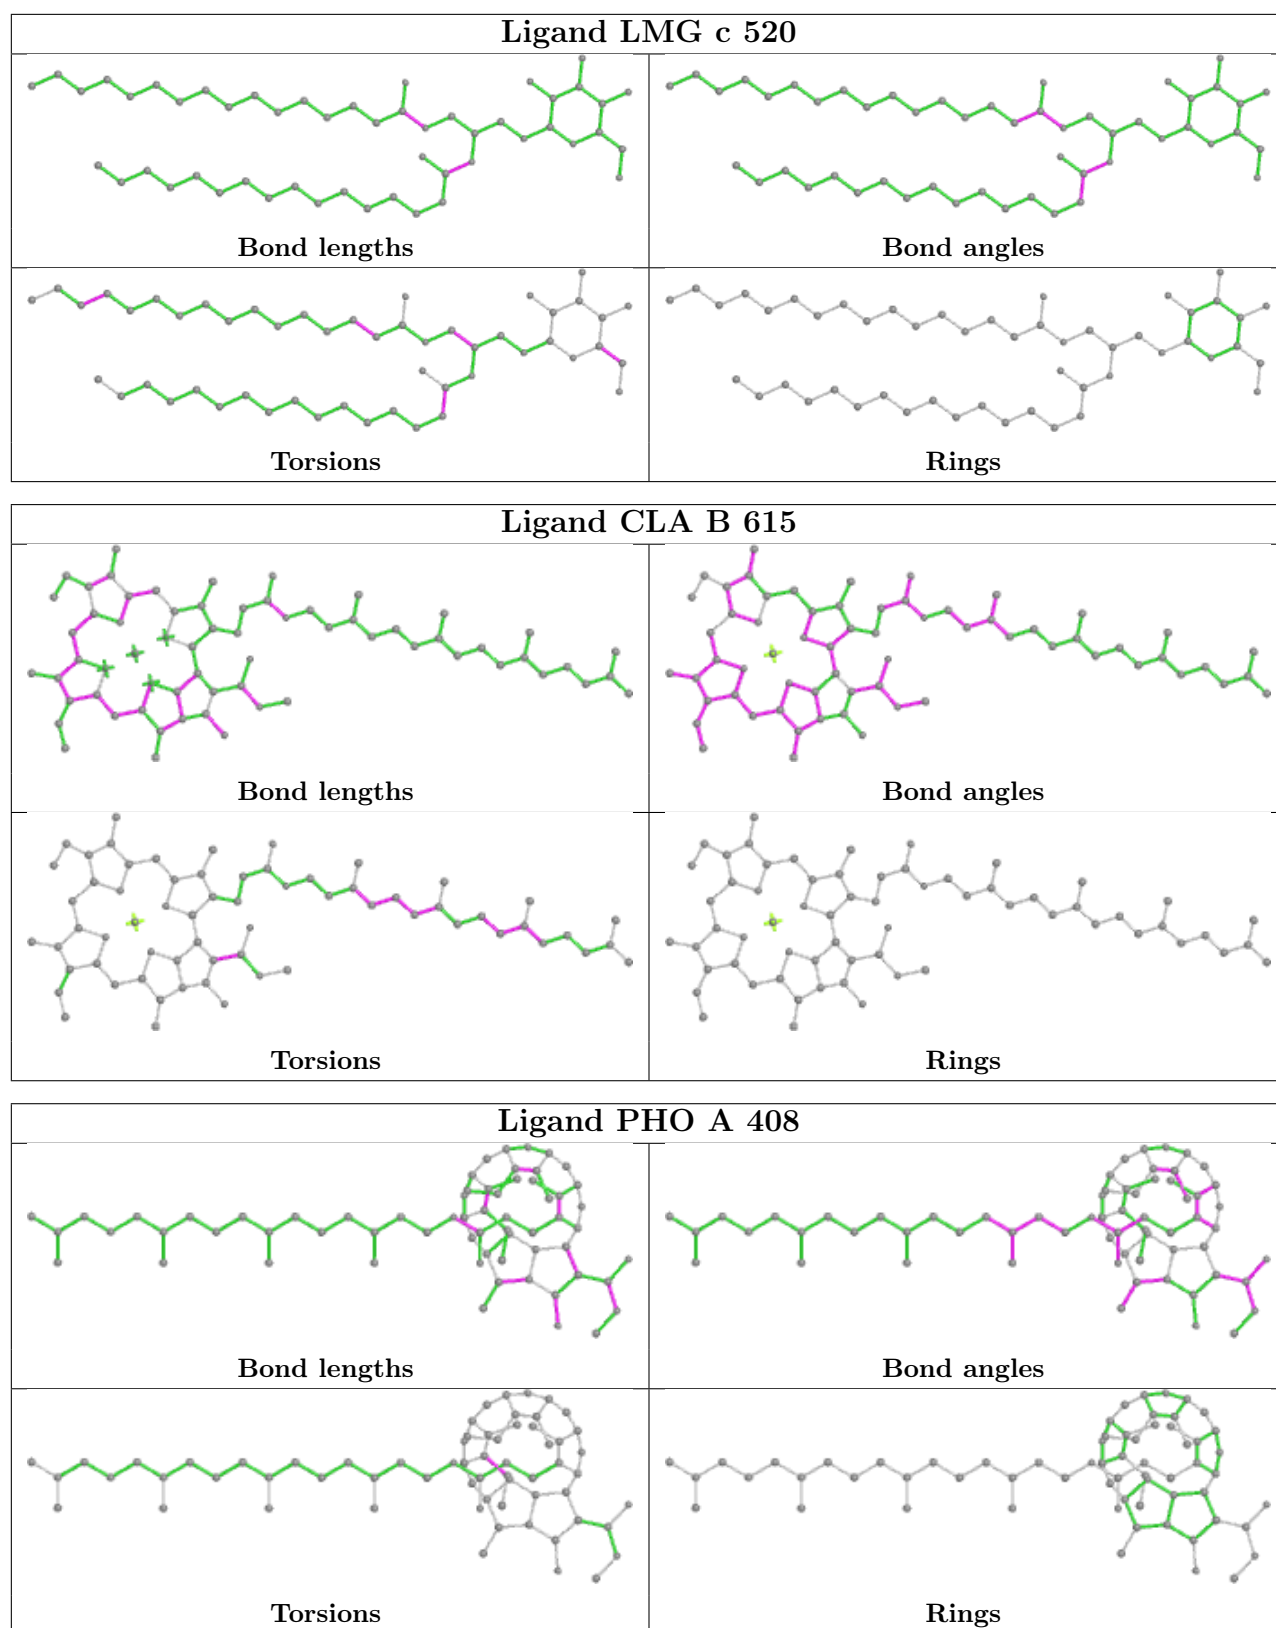 Ligand LMG c 520
Bond lengths
Bond angles
Torsions
Rings
Ligand CLA B 615
Bond lengths
Bond angles
Torsions
Rings
Ligand PHO A 408
Bond lengths
Bond angles
Torsions
Rings